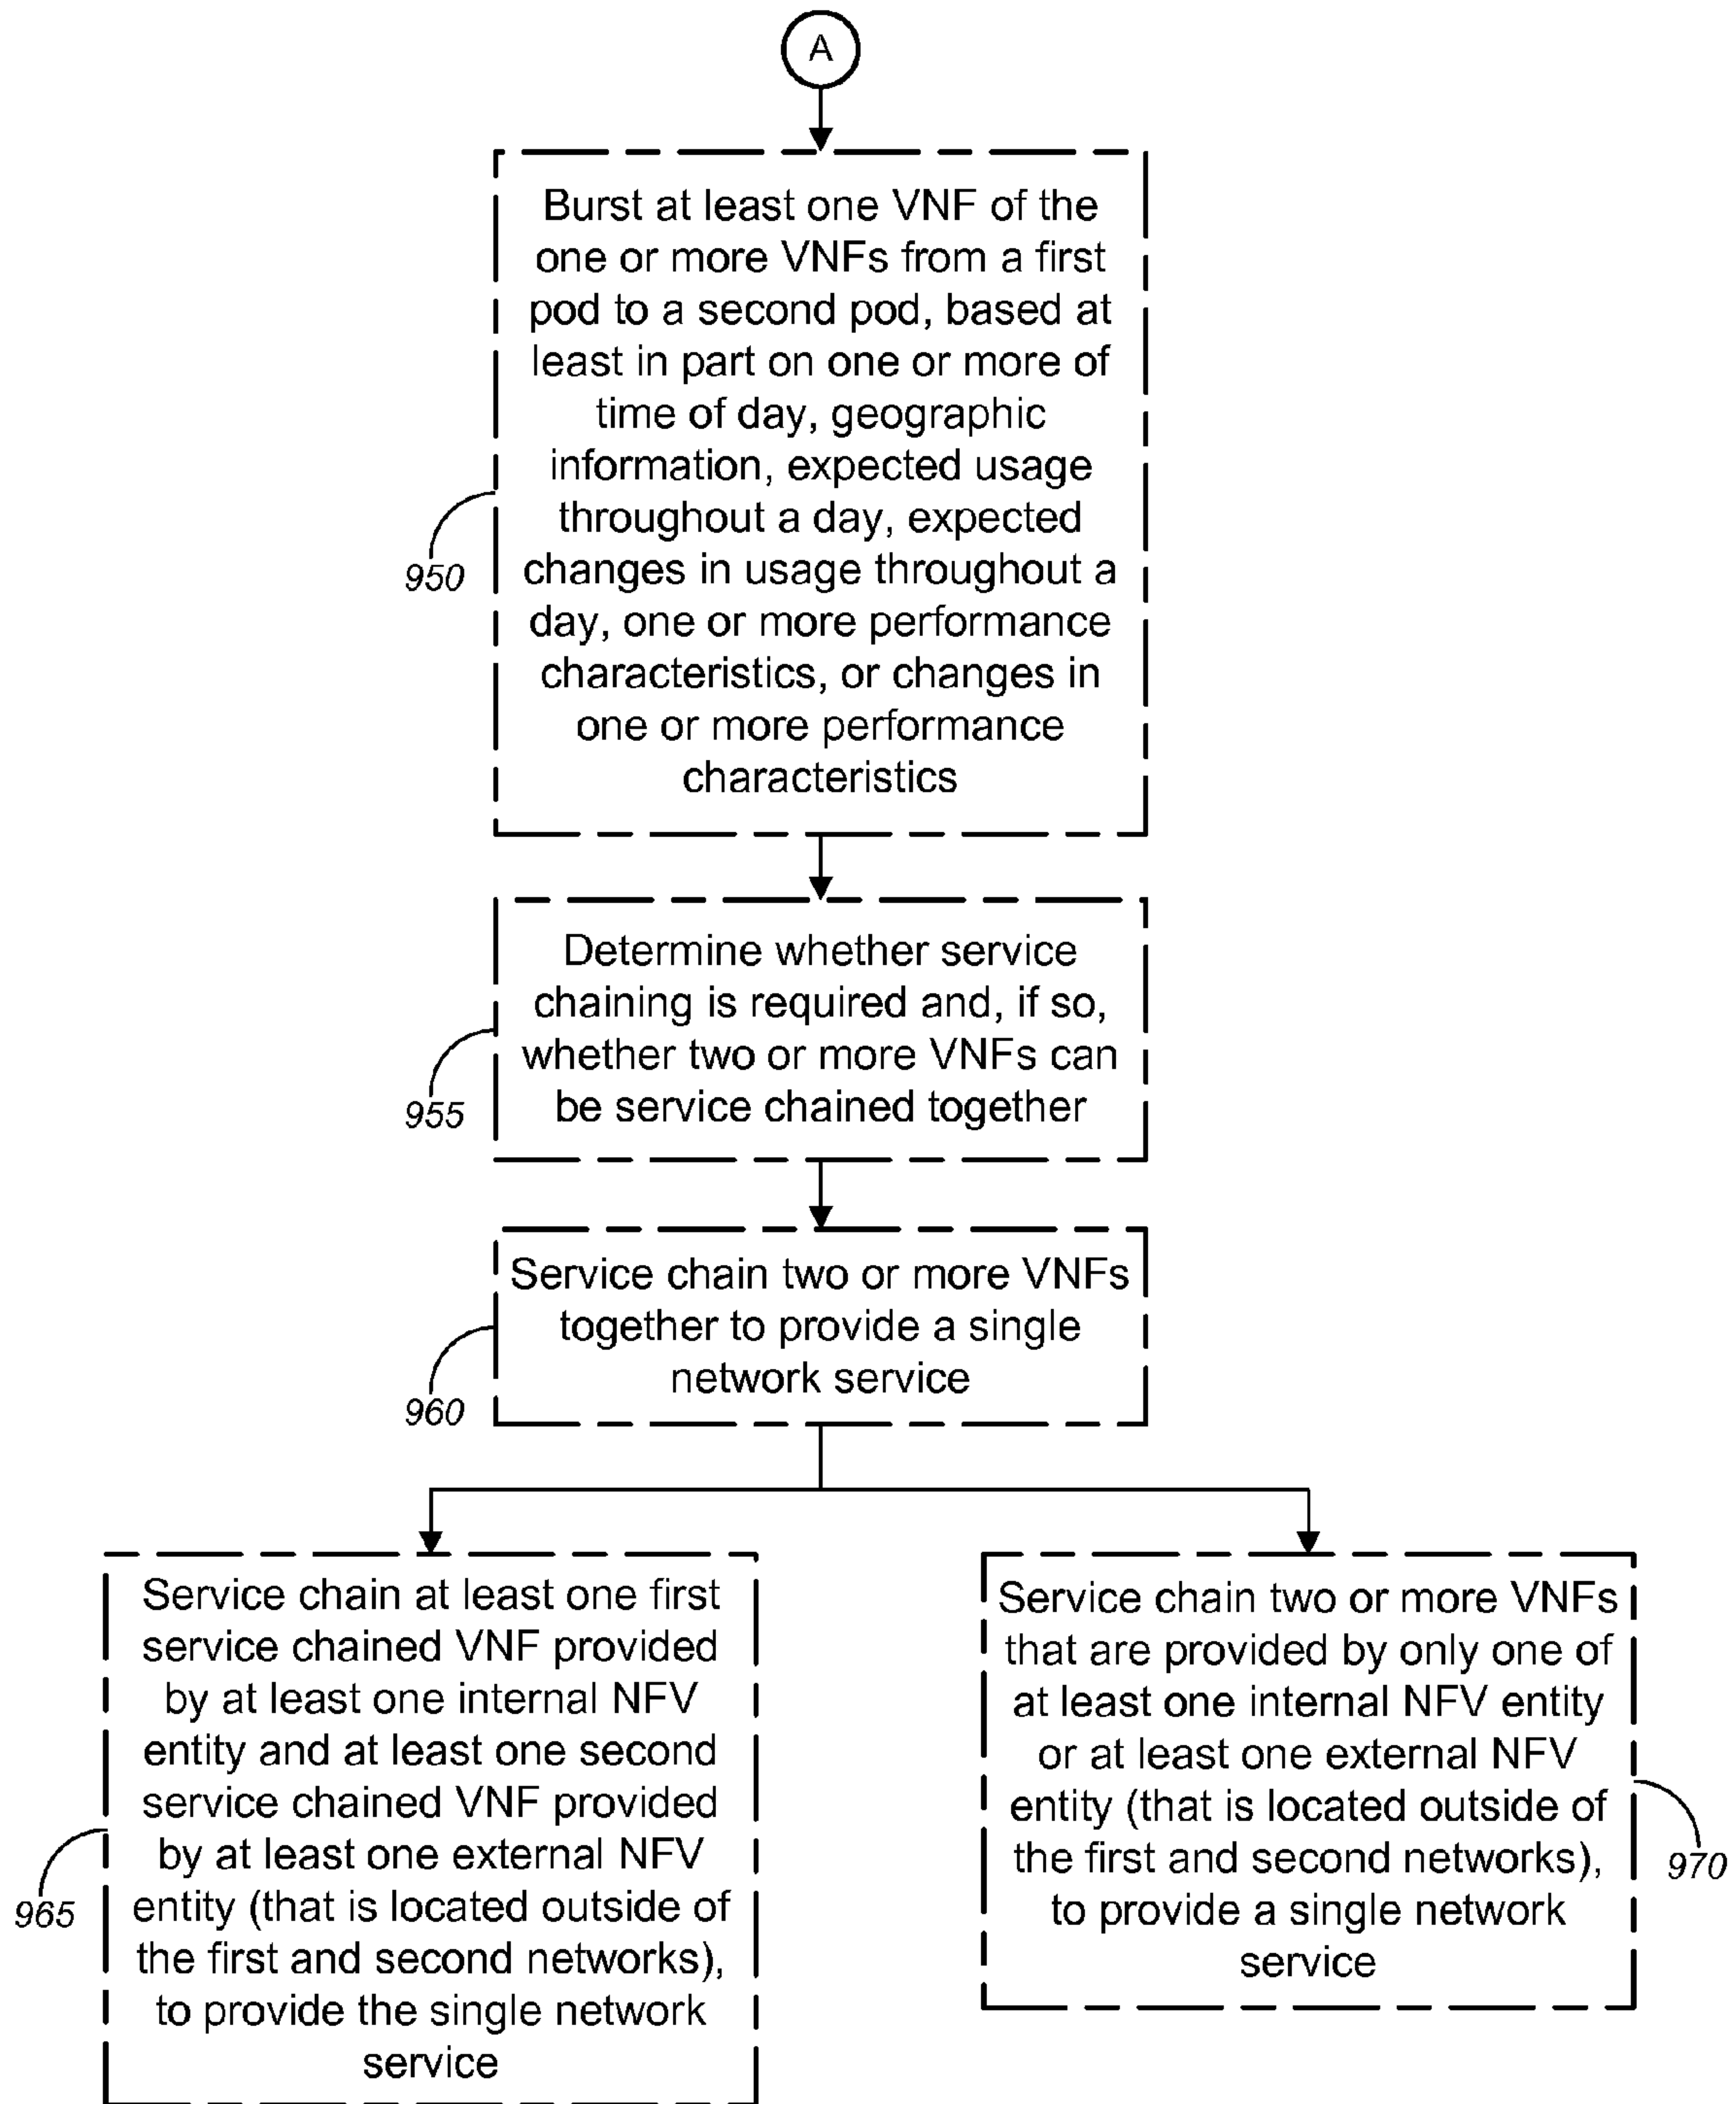 A
Burst at least one VNF of the
one or more VNFs from a first
pod to a second pod, based at
least in part on one or more of
time of day, geographic
information, expected usage
throughout a day, expected
changes in usage throughout a
day, one or more performance
characteristics, or changes in
one or more performance
characteristics
950
Determine whether service
chaining is required and, if so,
whether two or more VNFs can
be service chained together
955
Service chain two or more VNFs
together to provide a single
network service
960
Service chain at least one first
service chained VNF provided
by at least one internal NFV
entity and at least one second
service chained VNF provided
by at least one external NFV
entity (that is located outside of
the first and second networks),
to provide the single network
service
965
Service chain two or more VNFs
that are provided by only one of
at least one internal NFV entity
or at least one external NFV
entity (that is located outside of
the first and second networks),
to provide a single network
service
970